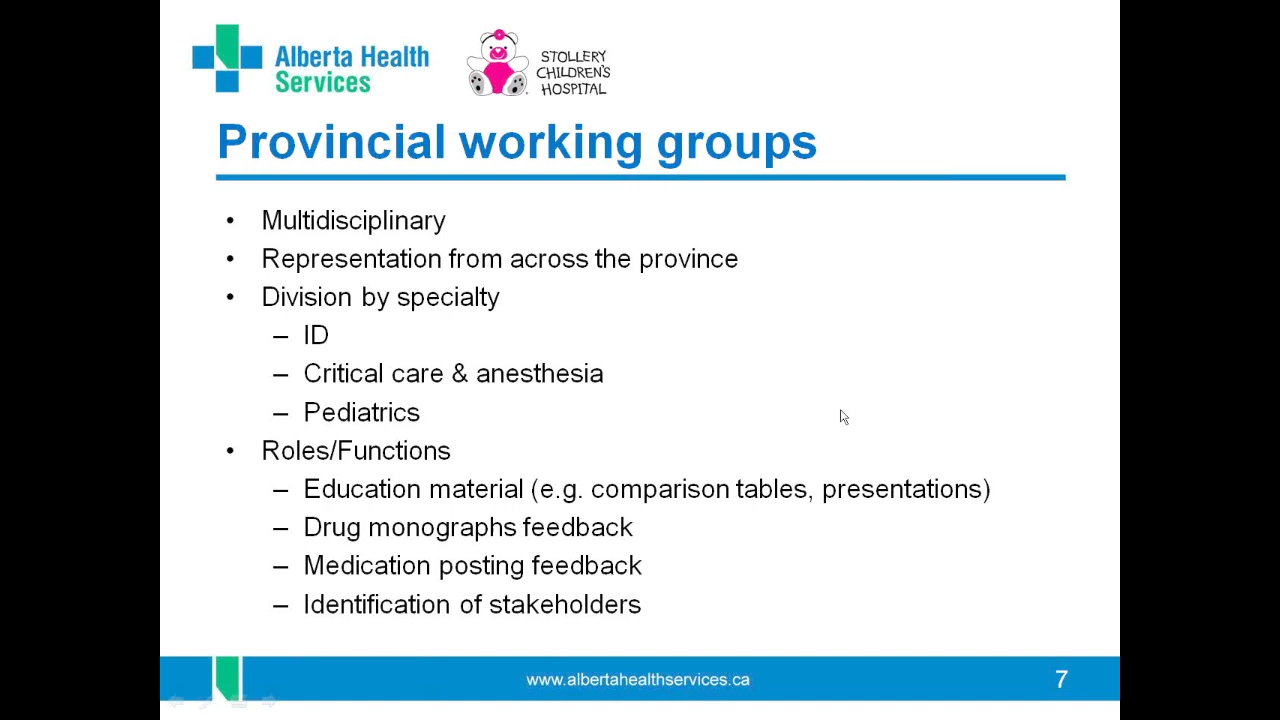 Alberta Health
Services
STOLLERY
CHILDREN'S
HOSPITAL
Provincial working groups
• Multidisciplinary
• Representation from across the province
• Division by specialty
– ID
– Critical care & anesthesia
– Pediatrics
• Roles/Functions
– Education material (e.g. comparison tables, presentations)
– Drug monographs feedback
– Medication posting feedback
– Identification of stakeholders
www.albertahealthservices.ca
7